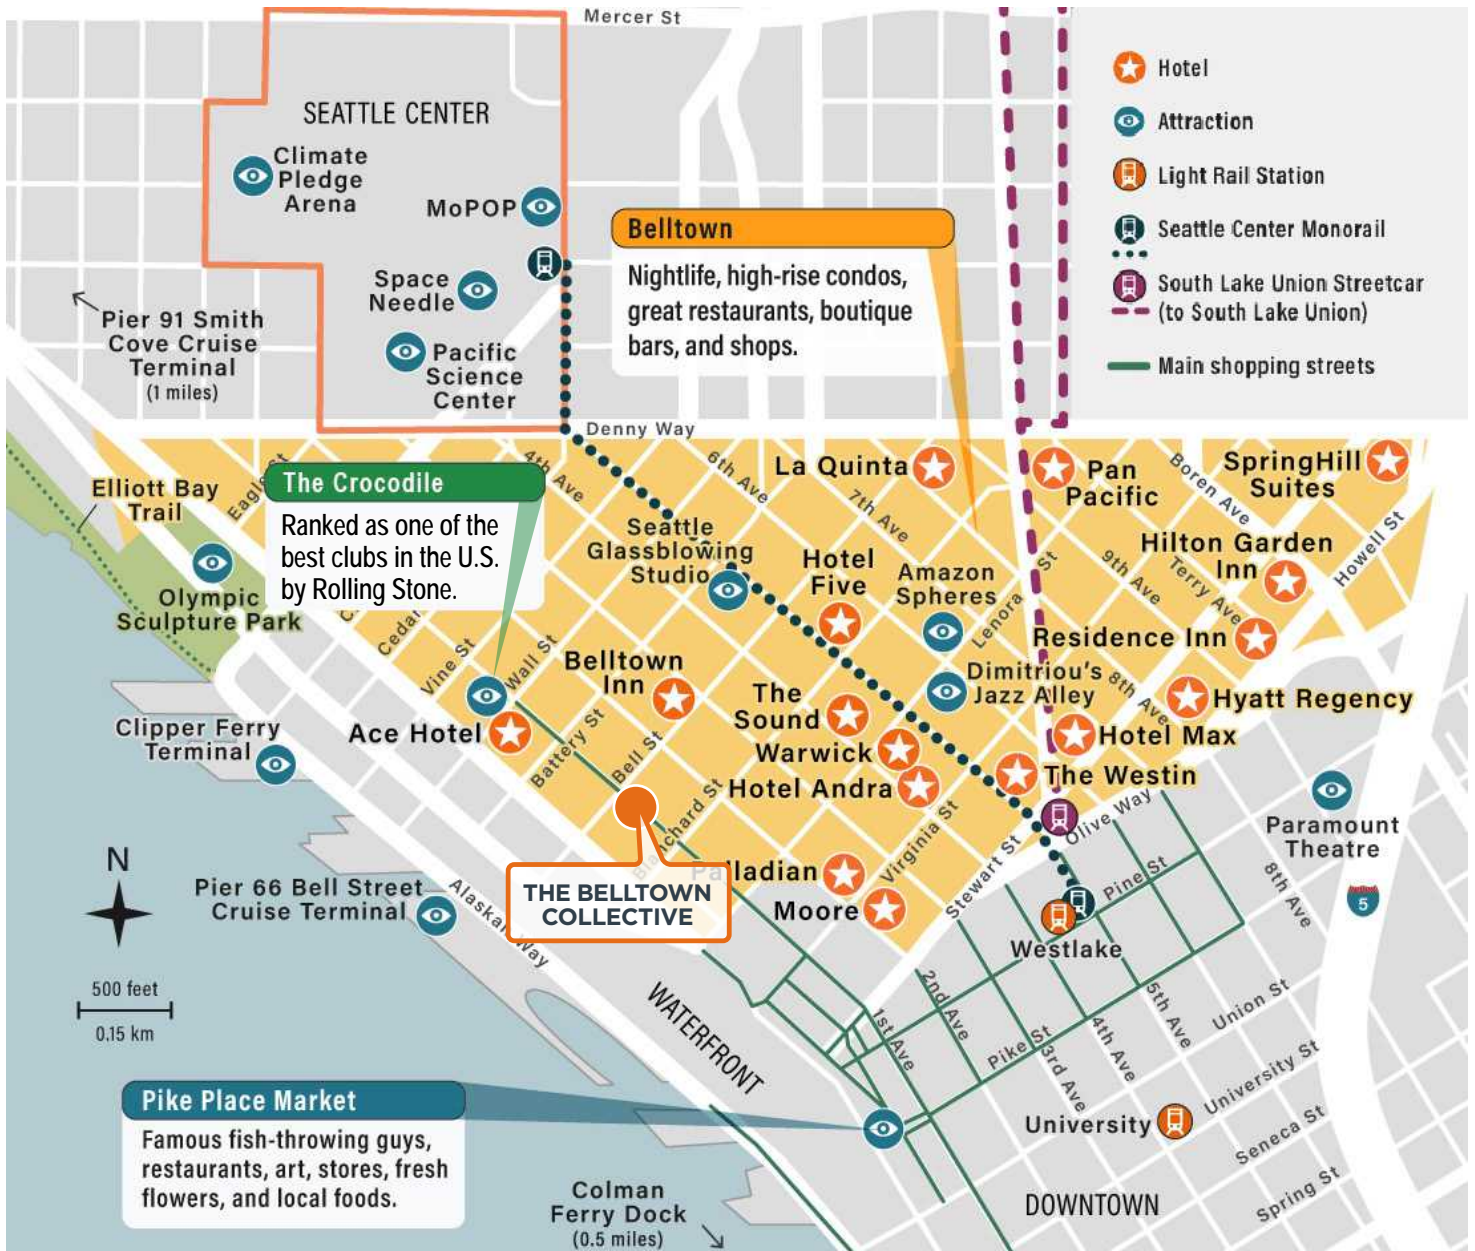 Mercer St
SEATTLE CENTER
Climate
Pledge
Arena
MoPOP
Space
Needle
Pacific
Science
Center
Pier 91 Smith
Cove Cruise
Terminal
(1 miles)
Belltown
Nightlife, high-rise condos,
great restaurants, boutique
bars, and shops.
Hotel
Attraction
Light Rail Station
Seattle Center Monorail
South Lake Union Streetcar
(to South Lake Union)
Main shopping streets
Denny Way
4th Ave
6th Ave
7th Ave
La Quinta
Pan
Pacific
Boren Ave
SpringHill
Suites
Elliott Bay
Trail
Eagle St
The Crocodile
Ranked as one of the
best clubs in the U.S.
by Rolling Stone.
Seattle
Glassblowing
Studio
Hotel
Five
Amazon
Spheres
Lenora St
9th Ave
Hilton Garden
Inn
Terry Ave
Howell St
Olympic
Sculpture Park
Cedar
Vine St
Wall St
Residence Inn
Belltown
Inn
The
Sound
Dimitriou's
Jazz Alley
8th Ave
Hyatt Regency
Clipper Ferry
Terminal
Ace Hotel
Battery St
Bell St
Warwick
Hotel Max
Hotel Andra
The Westin
Blanchard St
Virginia St
Stewart St
Olive Way
Paramount
Theatre
N
Pier 66 Bell Street
Cruise Terminal
Alaskan Way
THE BELLTOWN
COLLECTIVE
Palladian
Moore
Pine St
8th Ave
5
Westlake
500 feet
0.15 km
WATERFRONT
1st Ave
2nd Ave
3rd Ave
4th Ave
5th Ave
Pike St
Union St
University St
Seneca St
Spring St
Pike Place Market
Famous fish-throwing guys,
restaurants, art, stores, fresh
flowers, and local foods.
University
DOWNTOWN
Colman
Ferry Dock
(0.5 miles)